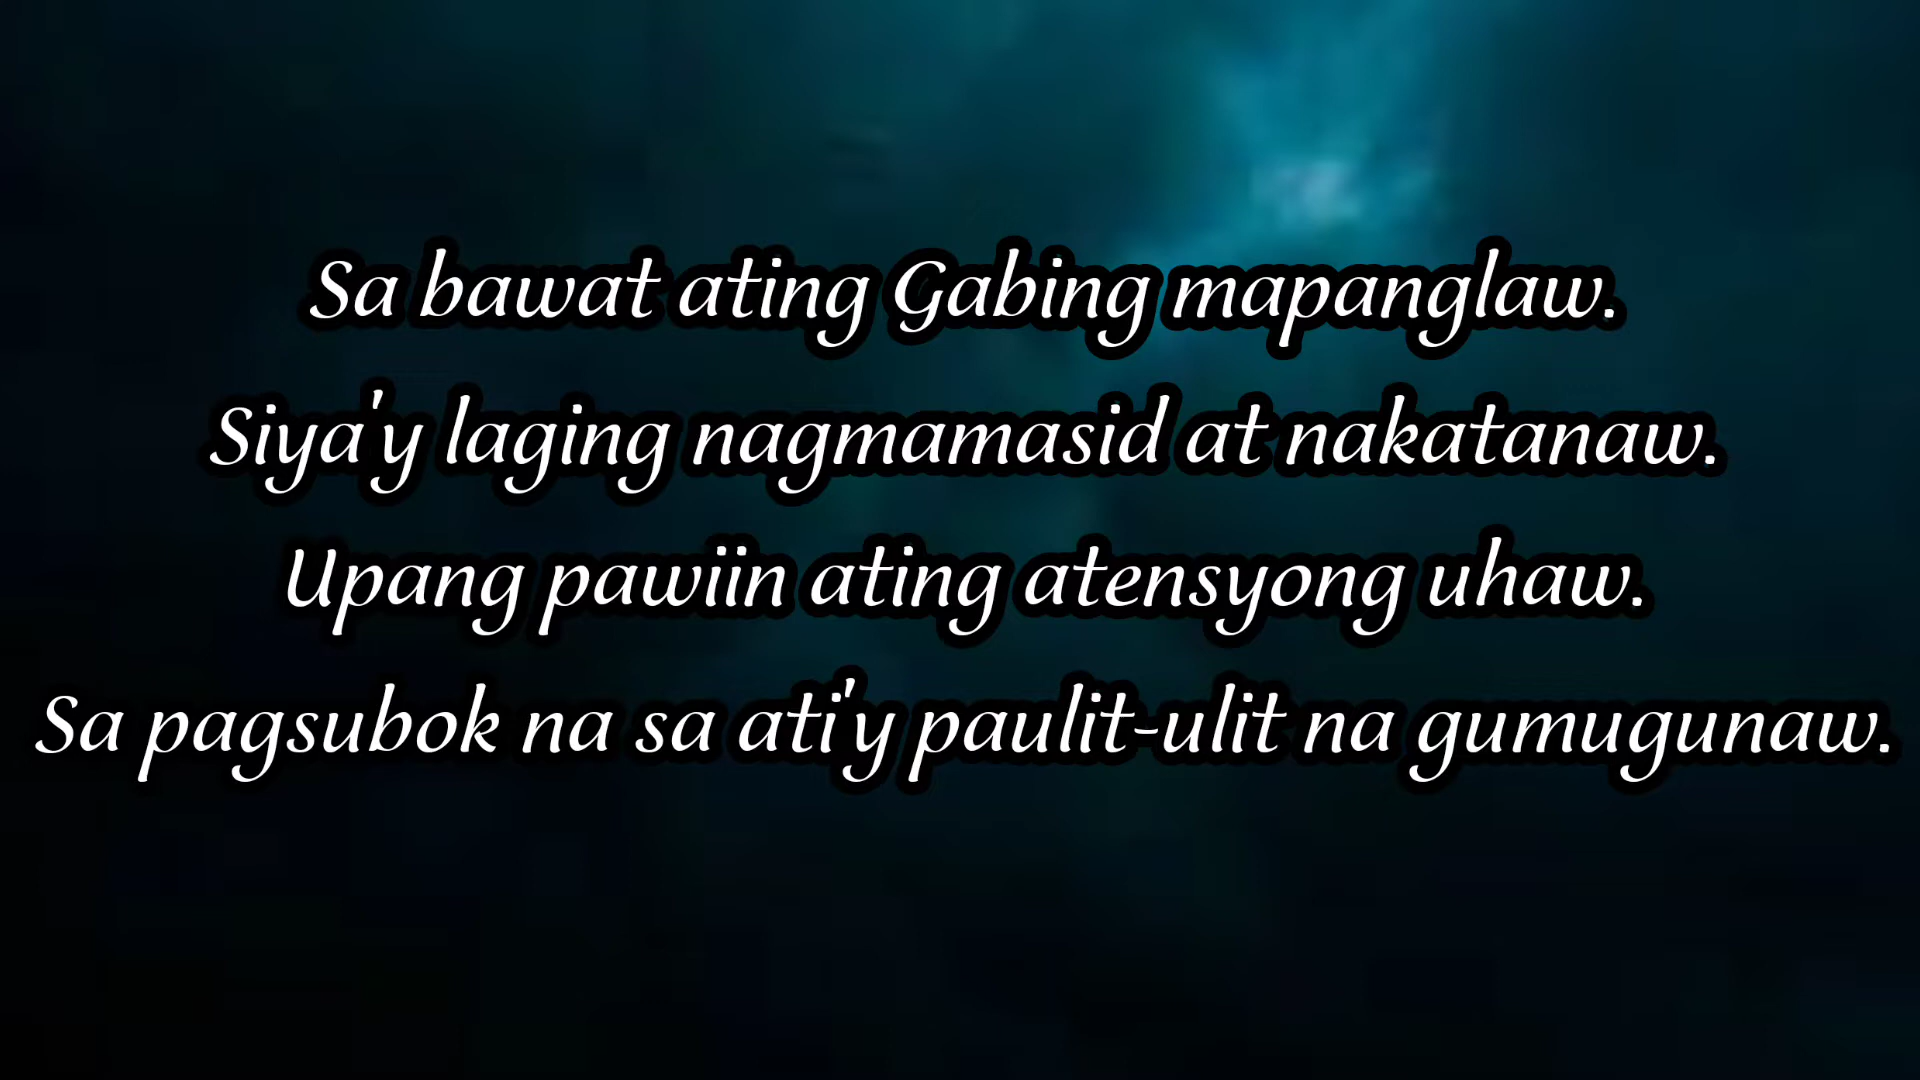 Sa bawat ating Gabing mapanglaw.
Siya'y laging nagmamasid at nakatanaw.
Upang pawiin ating atensyong uhaw.
Sa pagsubok na sa ati'y paulit-ulit na gumugunaw.